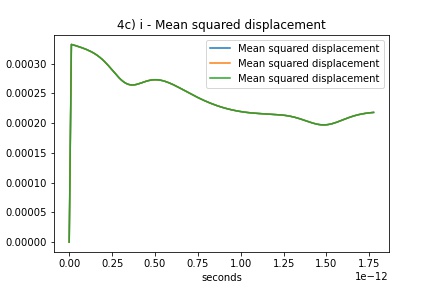 4c) i - Mean squared displacement
Mean squared displacement
Mean squared displacement
Mean squared displacement
0.00030
0.00025
0.00020
0.00015
0.00010
0.00005
0.00000
0.00 0.25 0.50 0.75 1.00 1.25 1.50 1.75
seconds
1e−12